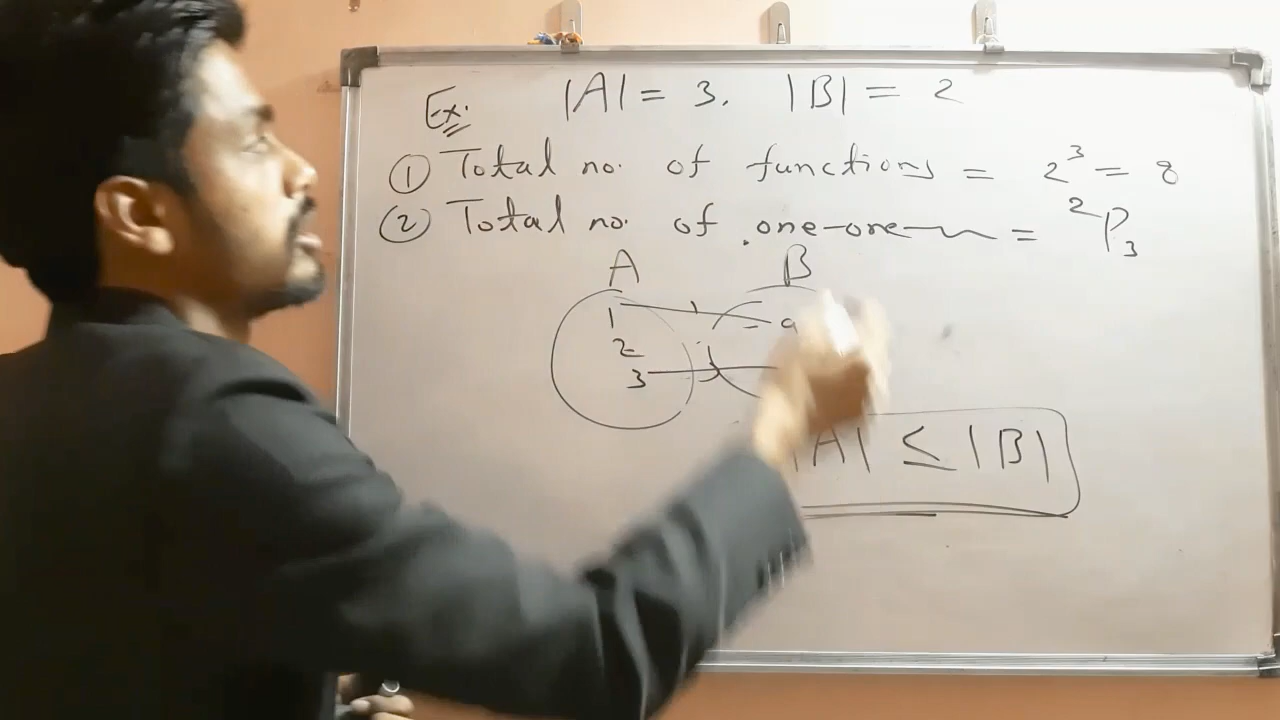 Ex. |A| = 3, |B| = 2
① Total no. of functions = 2³ = 8
② Total no. of one-one = ²P₃
A B
1 a
2
3
|A| ≤ |B|